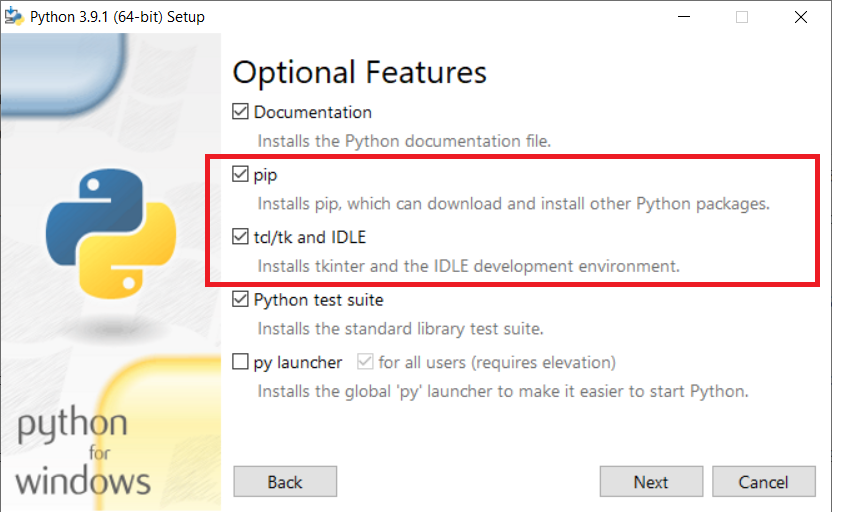 Python 3.9.1 (64-bit) Setup
Optional Features
Documentation
Installs the Python documentation file.
pip
Installs pip, which can download and install other Python packages.
tcl/tk and IDLE
Installs tkinter and the IDLE development environment.
Python test suite
Installs the standard library test suite.
py launcher for all users (requires elevation)
Installs the global 'py' launcher to make it easier to start Python.
python
for
windows
Back Next Cancel